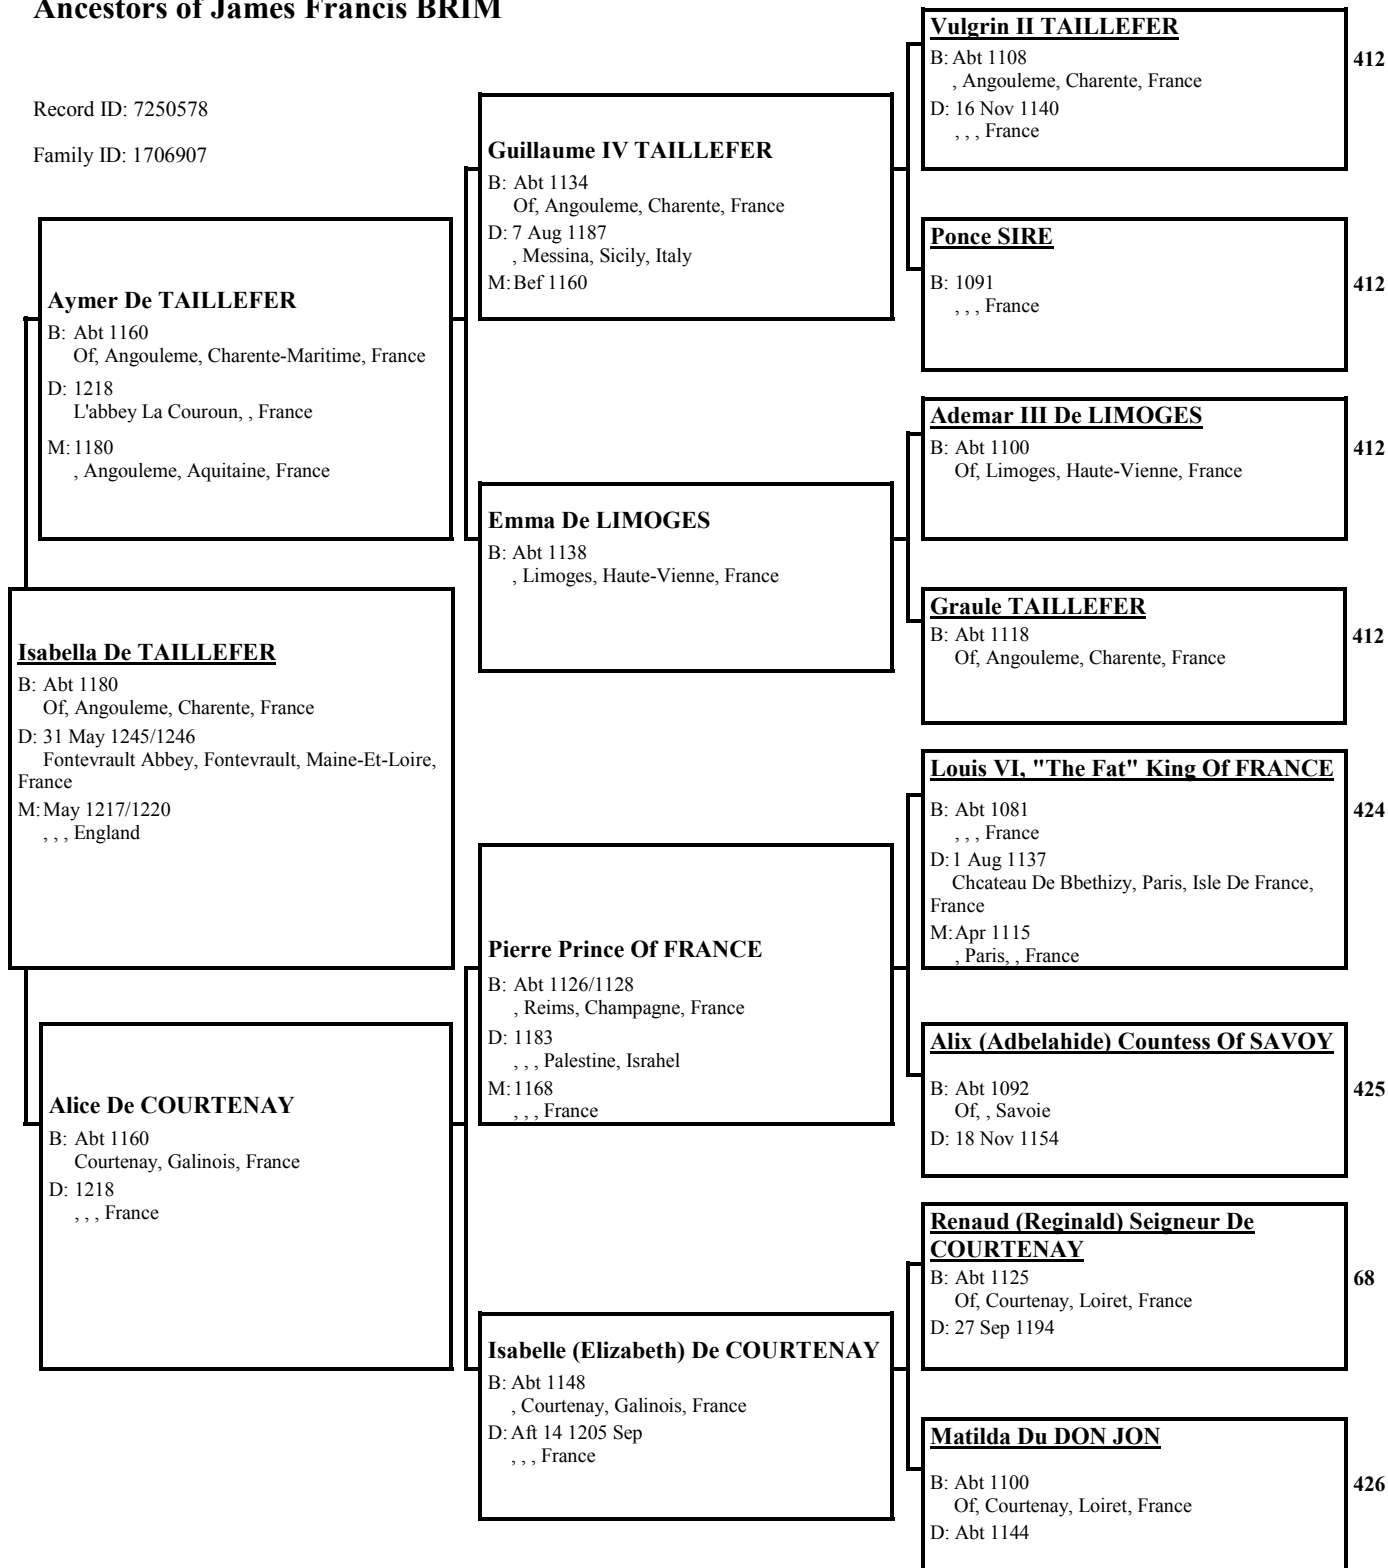 Ancestors of James Francis BRIM
Record ID: 7250578
Family ID: 1706907
Aymer De TAILLEFER
B: Abt 1160
Of, Angouleme, Charente-Maritime, France
D: 1218
L'abbey La Couroun, , France
M: 1180
, Angouleme, Aquitaine, France
Isabella De TAILLEFER
B: Abt 1180
Of, Angouleme, Charente, France
D: 31 May 1245/1246
Fontevrault Abbey, Fontevrault, Maine-Et-Loire,
France
M: May 1217/1220
, , , England
Alice De COURTENAY
B: Abt 1160
Courtenay, Galinois, France
D: 1218
, , , France
Guillaume IV TAILLEFER
B: Abt 1134
Of, Angouleme, Charente, France
D: 7 Aug 1187
, Messina, Sicily, Italy
M: Bef 1160
Emma De LIMOGES
B: Abt 1138
, Limoges, Haute-Vienne, France
Pierre Prince Of FRANCE
B: Abt 1126/1128
, Reims, Champagne, France
D: 1183
, , , Palestine, Israhel
M: 1168
, , , France
Isabelle (Elizabeth) De COURTENAY
B: Abt 1148
, Courtenay, Galinois, France
D: Aft 14 1205 Sep
, , , France
Vulgrin II TAILLEFER
B: Abt 1108
, Angouleme, Charente, France
D: 16 Nov 1140
, , , France
412
Ponce SIRE
B: 1091
, , , France
412
Ademar III De LIMOGES
B: Abt 1100
Of, Limoges, Haute-Vienne, France
412
Graule TAILLEFER
B: Abt 1118
Of, Angouleme, Charente, France
412
Louis VI, "The Fat" King Of FRANCE
B: Abt 1081
, , , France
D: 1 Aug 1137
Chcateau De Bbethizy, Paris, Isle De France,
France
M: Apr 1115
, Paris, , France
424
Alix (Adbelahide) Countess Of SAVOY
B: Abt 1092
Of, , Savoie
D: 18 Nov 1154
425
Renaud (Reginald) Seigneur De
COURTENAY
B: Abt 1125
Of, Courtenay, Loiret, France
D: 27 Sep 1194
68
Matilda Du DON JON
B: Abt 1100
Of, Courtenay, Loiret, France
D: Abt 1144
426